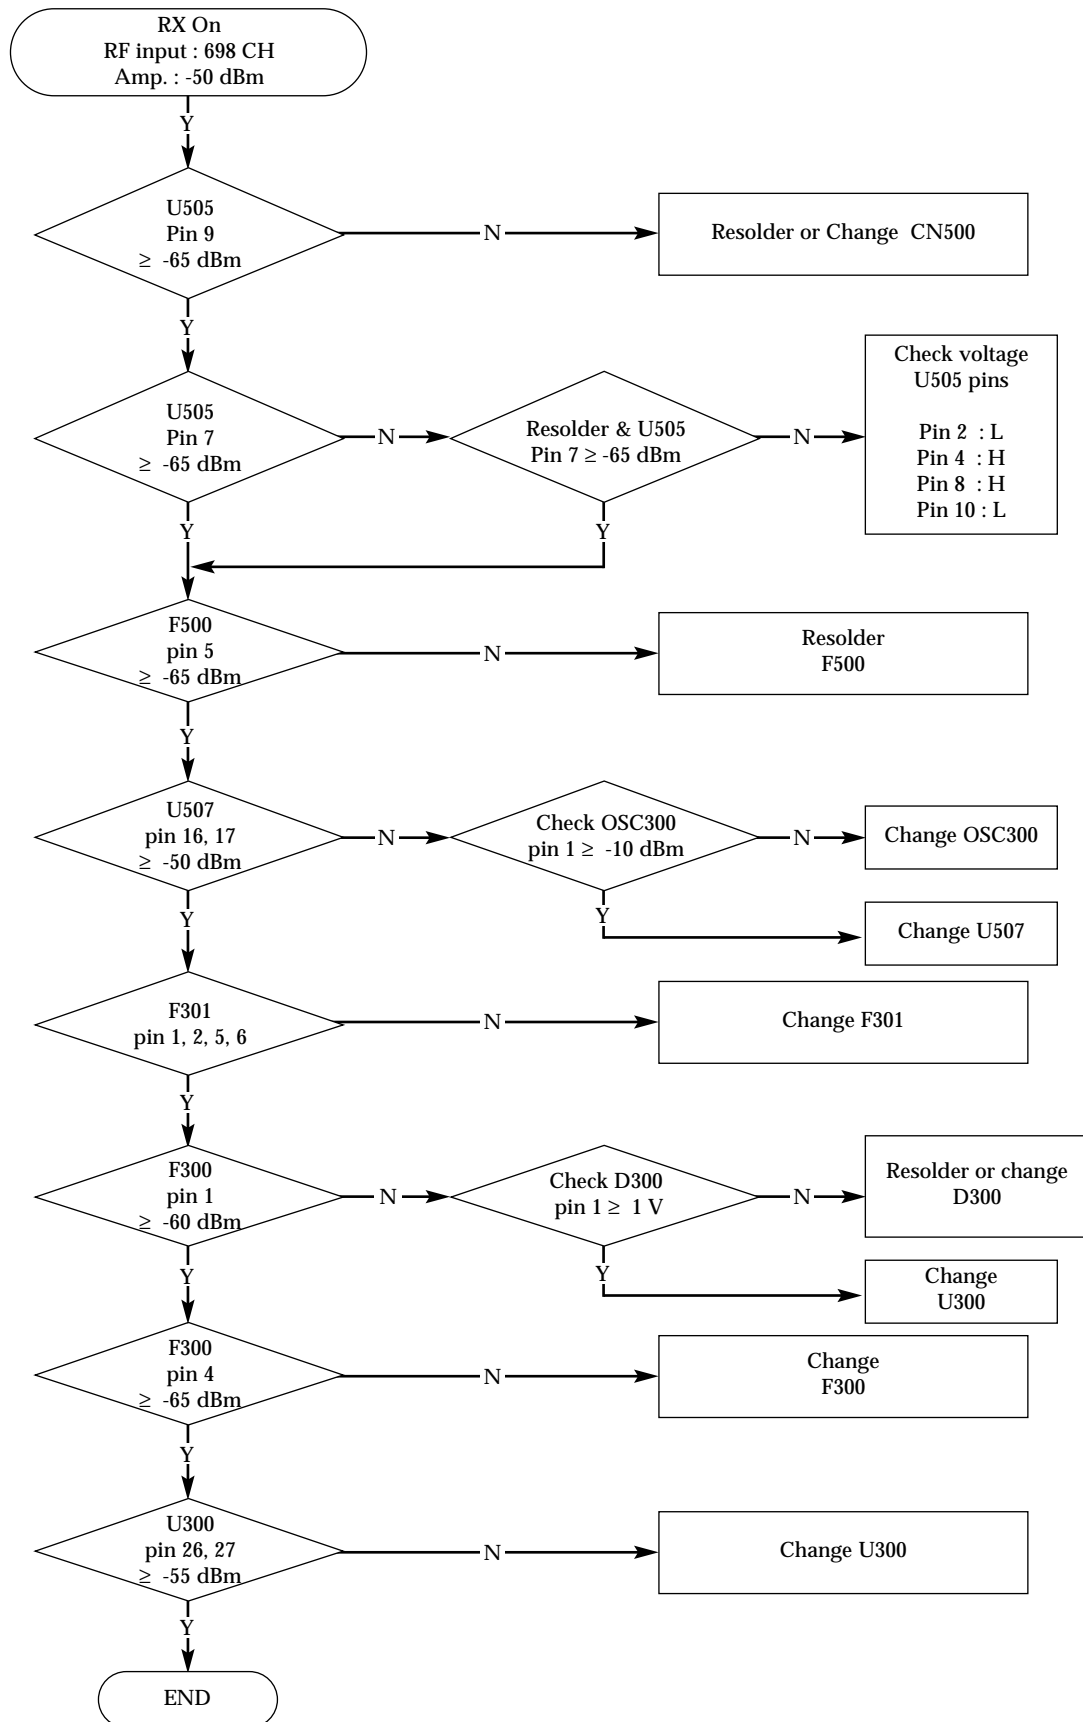 RX On
RF input : 698 CH
Amp. : -50 dBm
Y
U505
Pin 9
≥ -65 dBm
N
Resolder or Change CN500
Y
U505
Pin 7
≥ -65 dBm
N
Resolder & U505
Pin 7 ≥ -65 dBm
N
Check voltage
U505 pins
Pin 2 : L
Pin 4 : H
Pin 8 : H
Pin 10 : L
Y
Y
F500
pin 5
≥ -65 dBm
N
Resolder
F500
Y
U507
pin 16, 17
≥ -50 dBm
N
Check OSC300
pin 1 ≥ -10 dBm
N
Change OSC300
Y
Y
Change U507
F301
pin 1, 2, 5, 6
N
Change F301
Y
F300
pin 1
≥ -60 dBm
N
Check D300
pin 1 ≥ 1 V
N
Resolder or change
D300
Y
Y
Change
U300
F300
pin 4
≥ -65 dBm
N
Change
F300
Y
U300
pin 26, 27
≥ -55 dBm
N
Change U300
Y
END